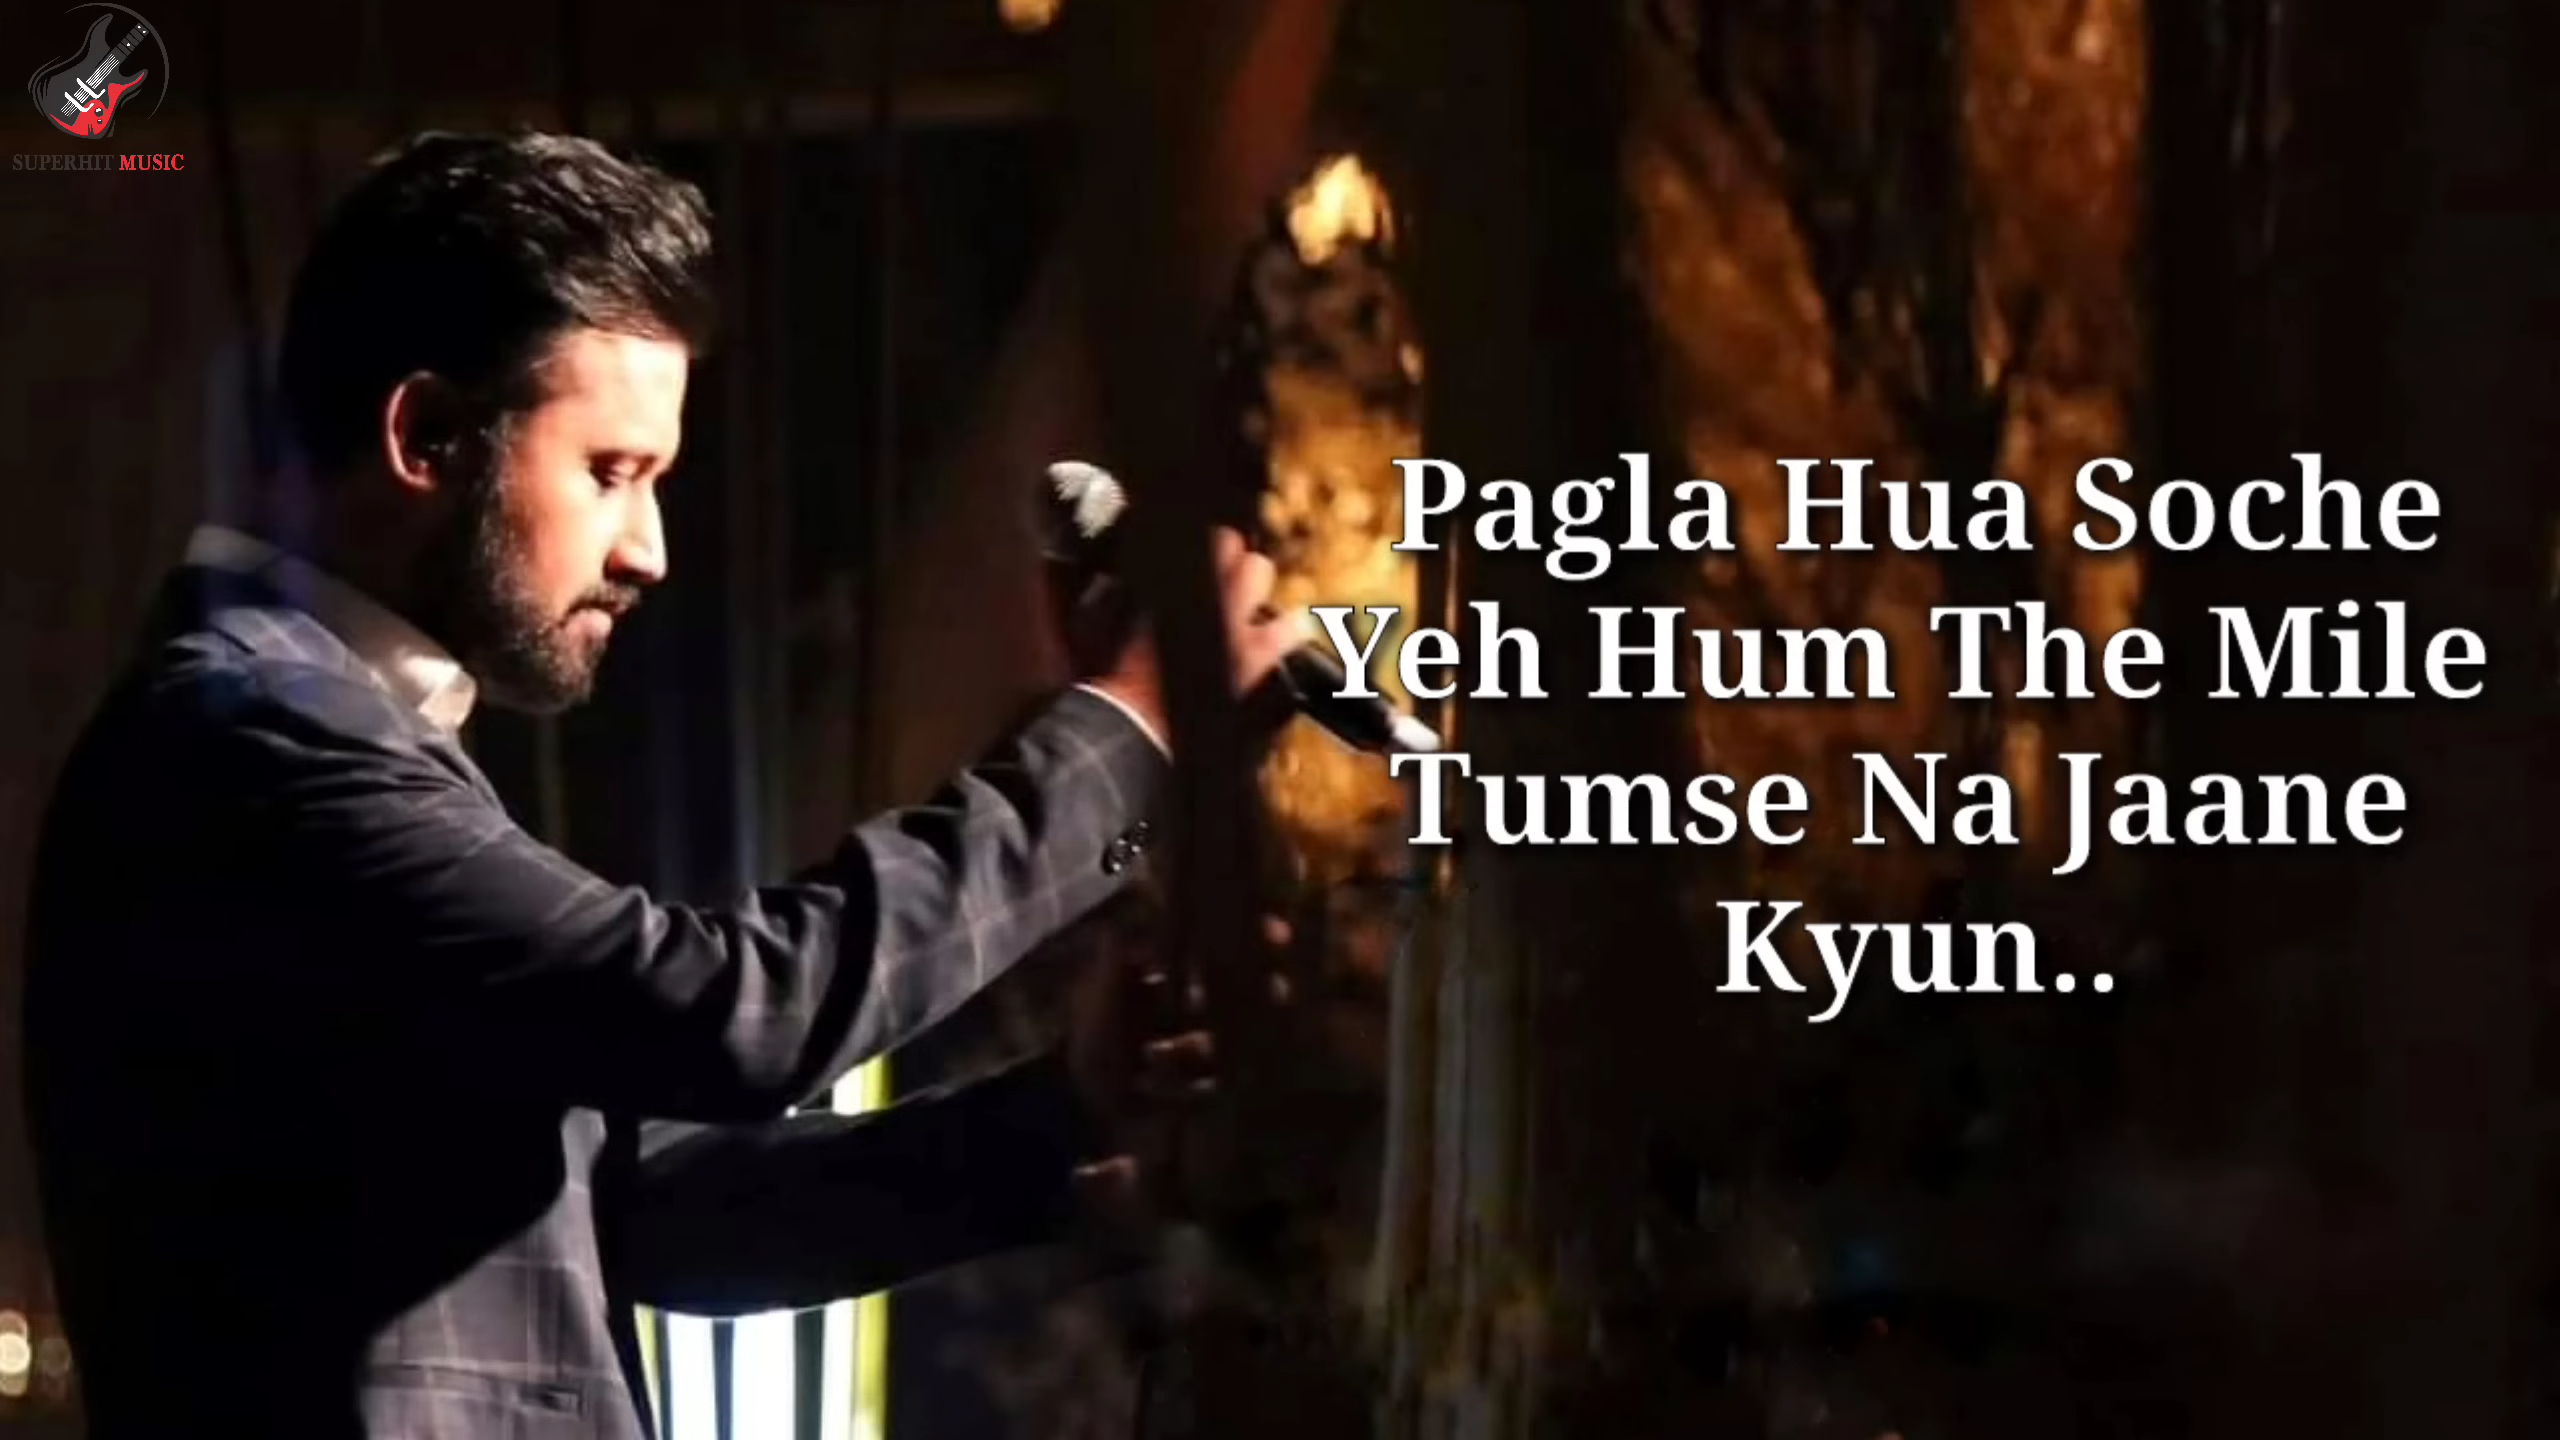 SUPERHIT MUSIC
Pagla Hua Soche
Yeh Hum The Mile
Tumse Na Jaane
Kyun..